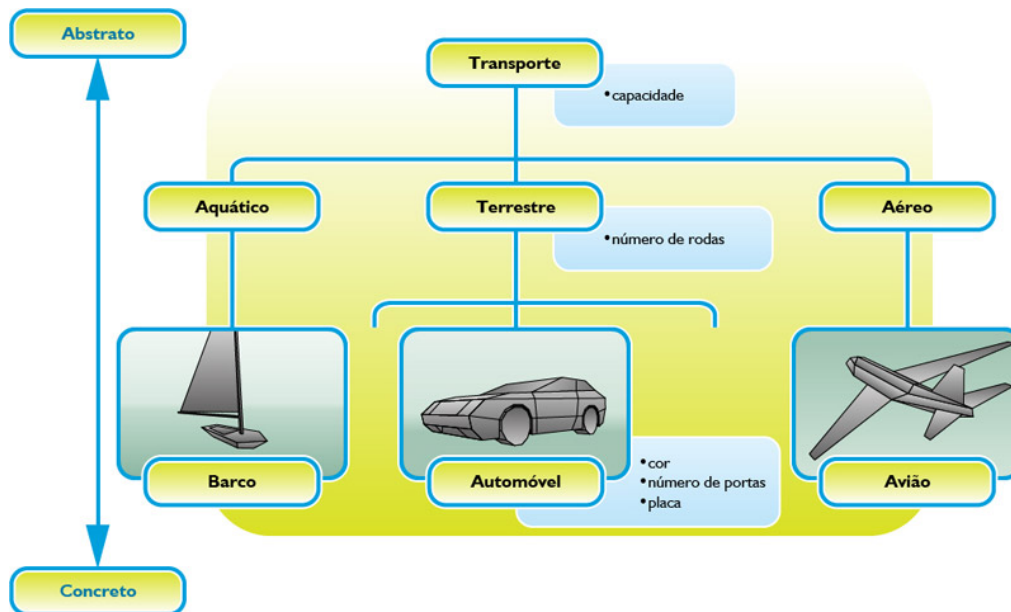 Abstrato
Transporte
•capacidade
Aquático
Terrestre
Aéreo
•número de rodas
Barco
Automóvel
•cor
•número de portas
•placa
Avião
Concreto